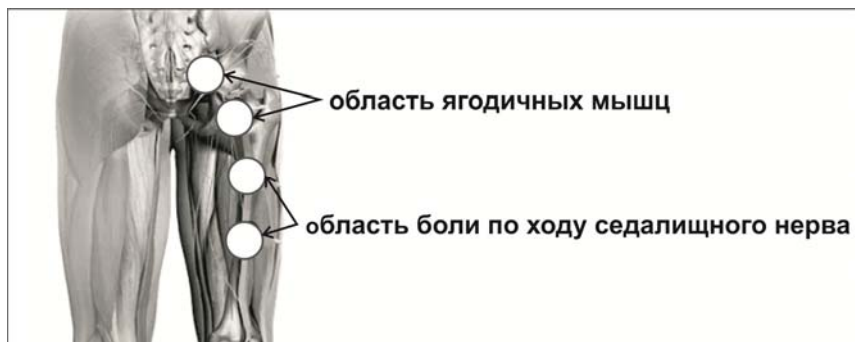 область ягодичных мышц
область боли по ходу седалищного нерва